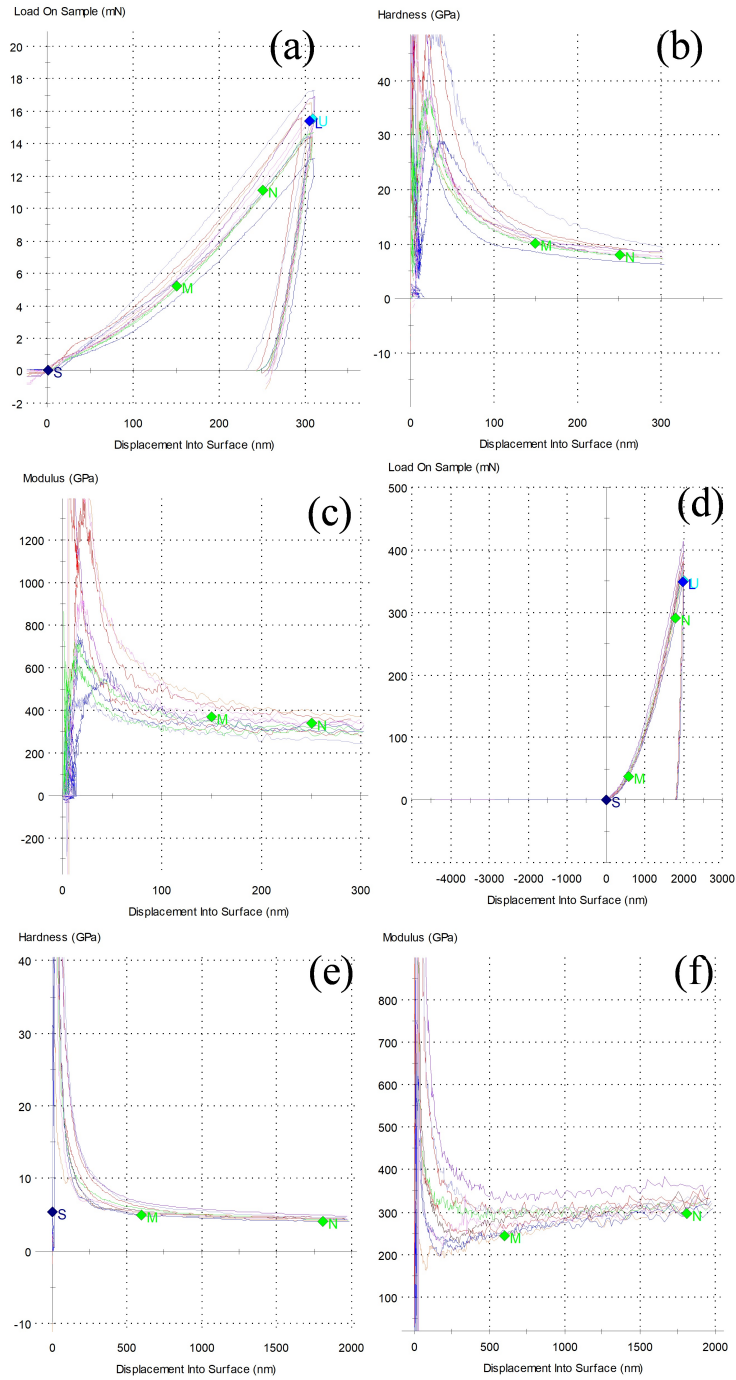 Load On Sample (mN)
(a)
20
18
16
14
12
10
8
6
4
2
0
-2
L
U
N
M
S
0
100
200
300
Displacement Into Surface (nm)
Hardness (GPa)
(b)
40
30
20
10
0
-10
M
N
0
100
200
300
Displacement Into Surface (nm)
Modulus (GPa)
(c)
1200
1000
800
600
400
200
0
-200
M
N
0
100
200
300
Displacement Into Surface (nm)
Load On Sample (mN)
(d)
500
400
300
200
100
0
L
U
N
M
S
-4000
-3000
-2000
-1000
0
1000
2000
3000
Displacement Into Surface (nm)
Hardness (GPa)
(e)
40
30
20
10
0
-10
S
M
N
0
500
1000
1500
2000
Displacement Into Surface (nm)
Modulus (GPa)
(f)
800
700
600
500
400
300
200
100
M
N
0
500
1000
1500
2000
Displacement Into Surface (nm)